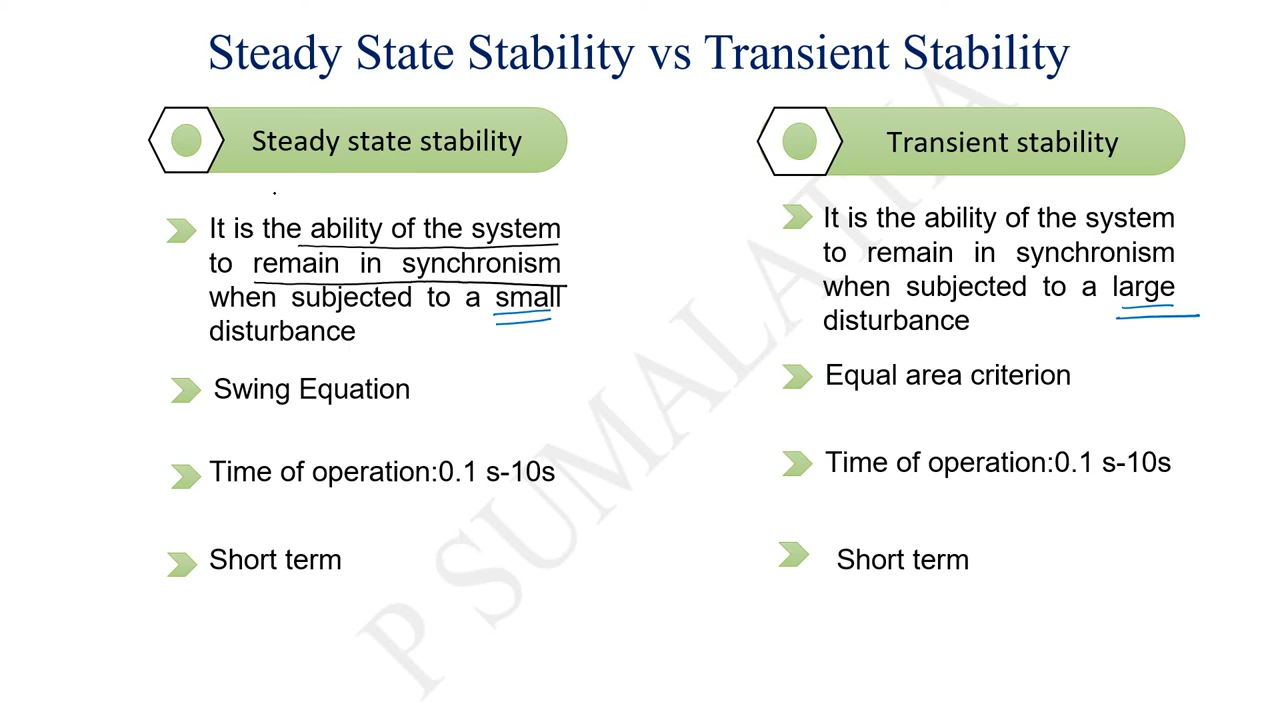 Steady State Stability vs Transient Stability
Steady state stability
It is the ability of the system
to remain in synchronism
when subjected to a small
disturbance
Swing Equation
Time of operation:0.1 s-10s
Short term
Transient stability
It is the ability of the system
to remain in synchronism
when subjected to a large
disturbance
Equal area criterion
Time of operation:0.1 s-10s
Short term
P SUMALATHA